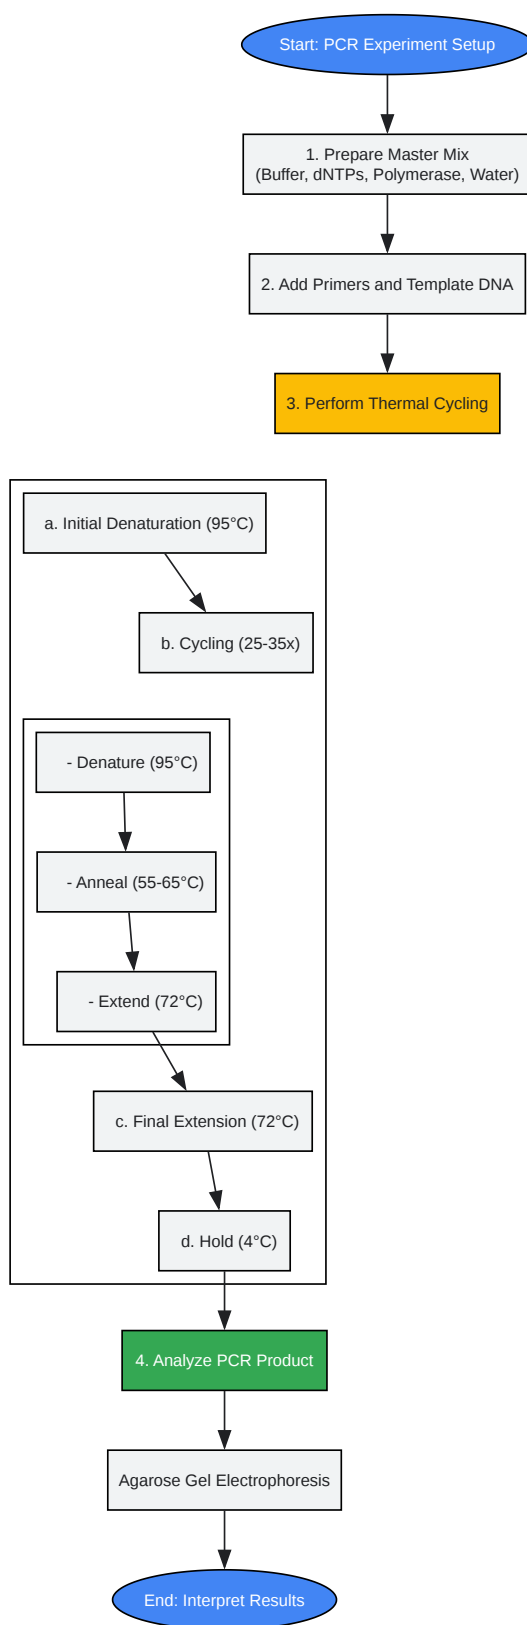 Start: PCR Experiment Setup
1. Prepare Master Mix
(Buffer, dNTPs, Polymerase, Water)
2. Add Primers and Template DNA
3. Perform Thermal Cycling
a. Initial Denaturation (95°C)
b. Cycling (25-35x)
- Denature (95°C)
- Anneal (55-65°C)
- Extend (72°C)
c. Final Extension (72°C)
d. Hold (4°C)
4. Analyze PCR Product
Agarose Gel Electrophoresis
End: Interpret Results